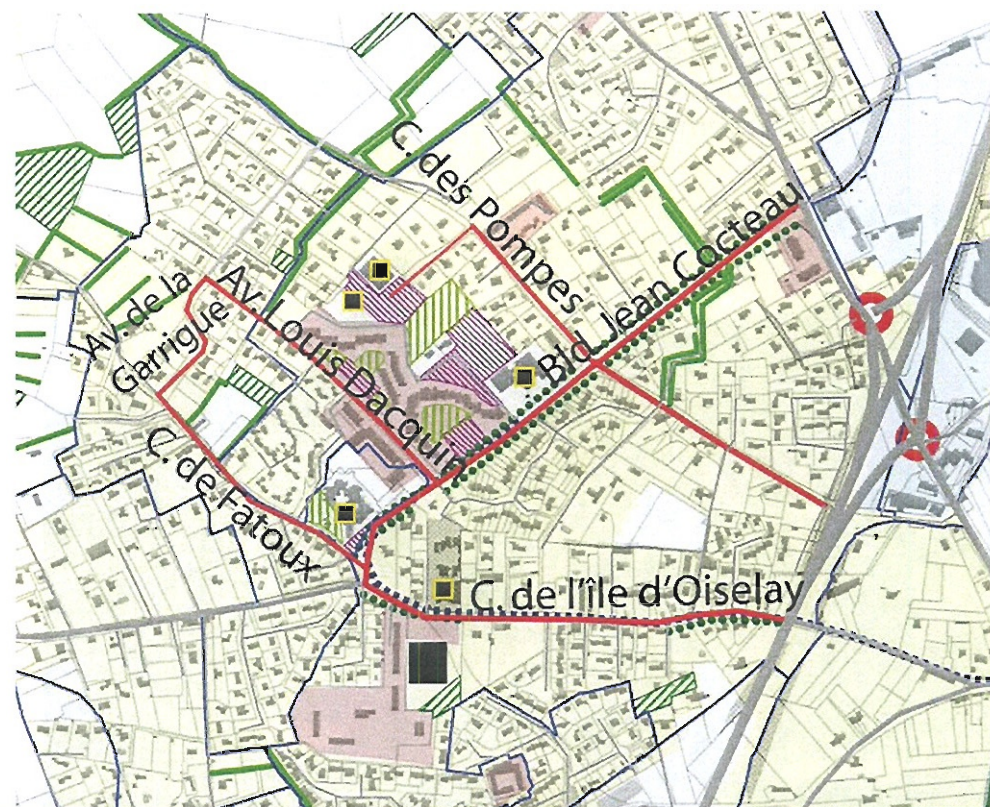 C. des Pompes
Bld Jean Cocteau
Av. Louis Dacquin
Av. de la
Garrigue
C. de Fatoux
C. de l'île d'Oiselay